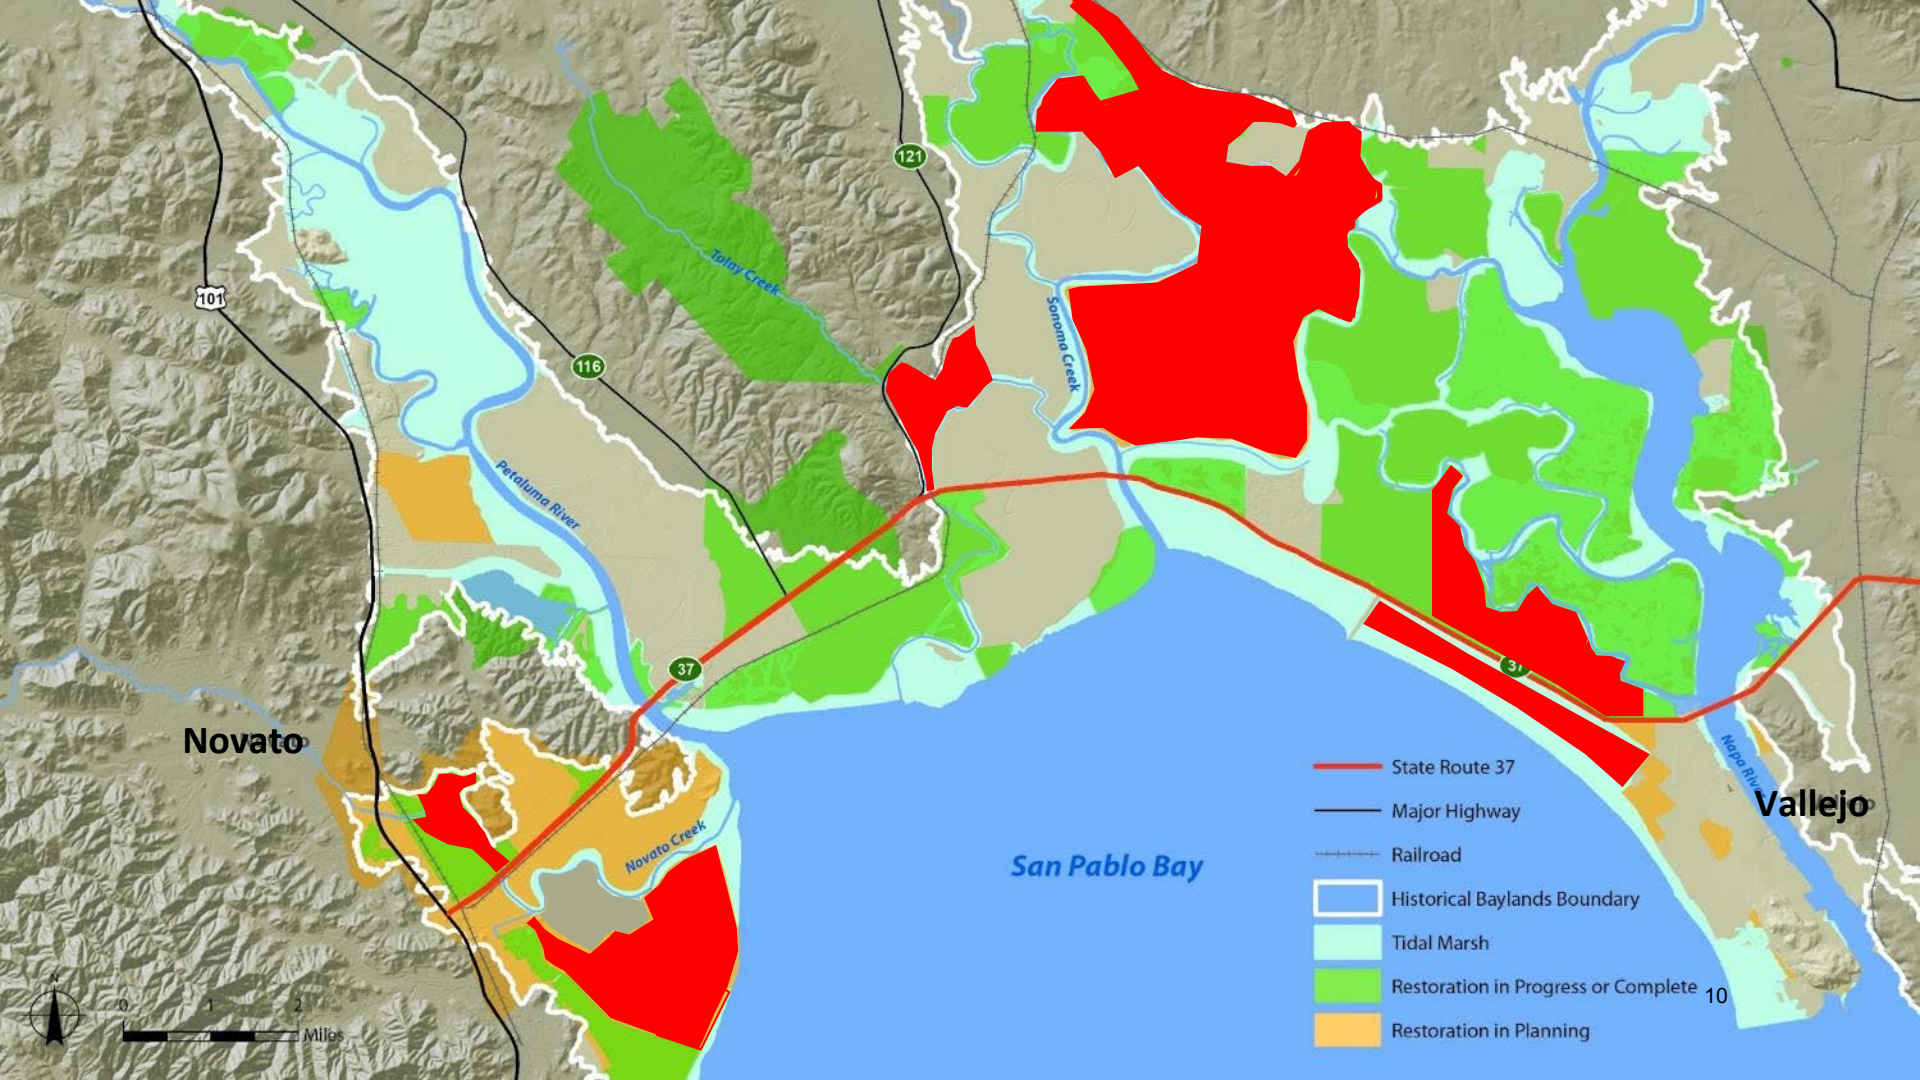 121
Tolay Creek
101
Sonoma Creek
116
Petaluma River
37
37
Novato
Novato Creek
Napa River
Vallejo
San Pablo Bay
State Route 37
Major Highway
Railroad
Historical Baylands Boundary
Tidal Marsh
Restoration in Progress or Complete
10
Restoration in Planning
N
0 1 2
Miles